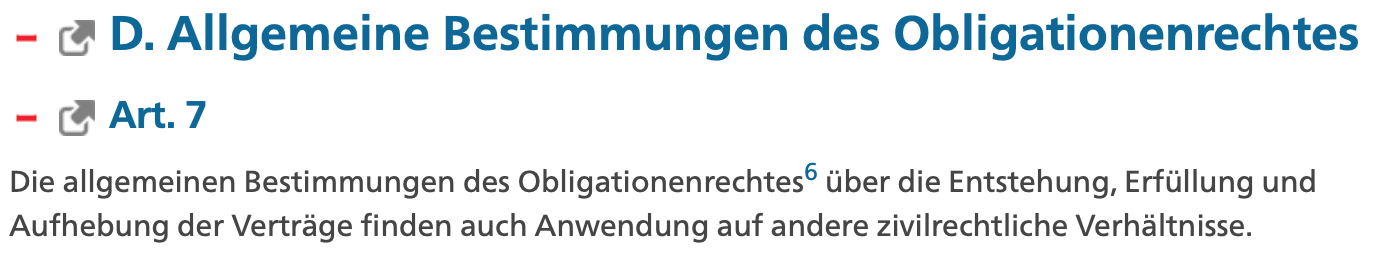 D. Allgemeine Bestimmungen des Obligationenrechtes
Art. 7
Die allgemeinen Bestimmungen des Obligationenrechtes⁶ über die Entstehung, Erfüllung und
Aufhebung der Verträge finden auch Anwendung auf andere zivilrechtliche Verhältnisse.